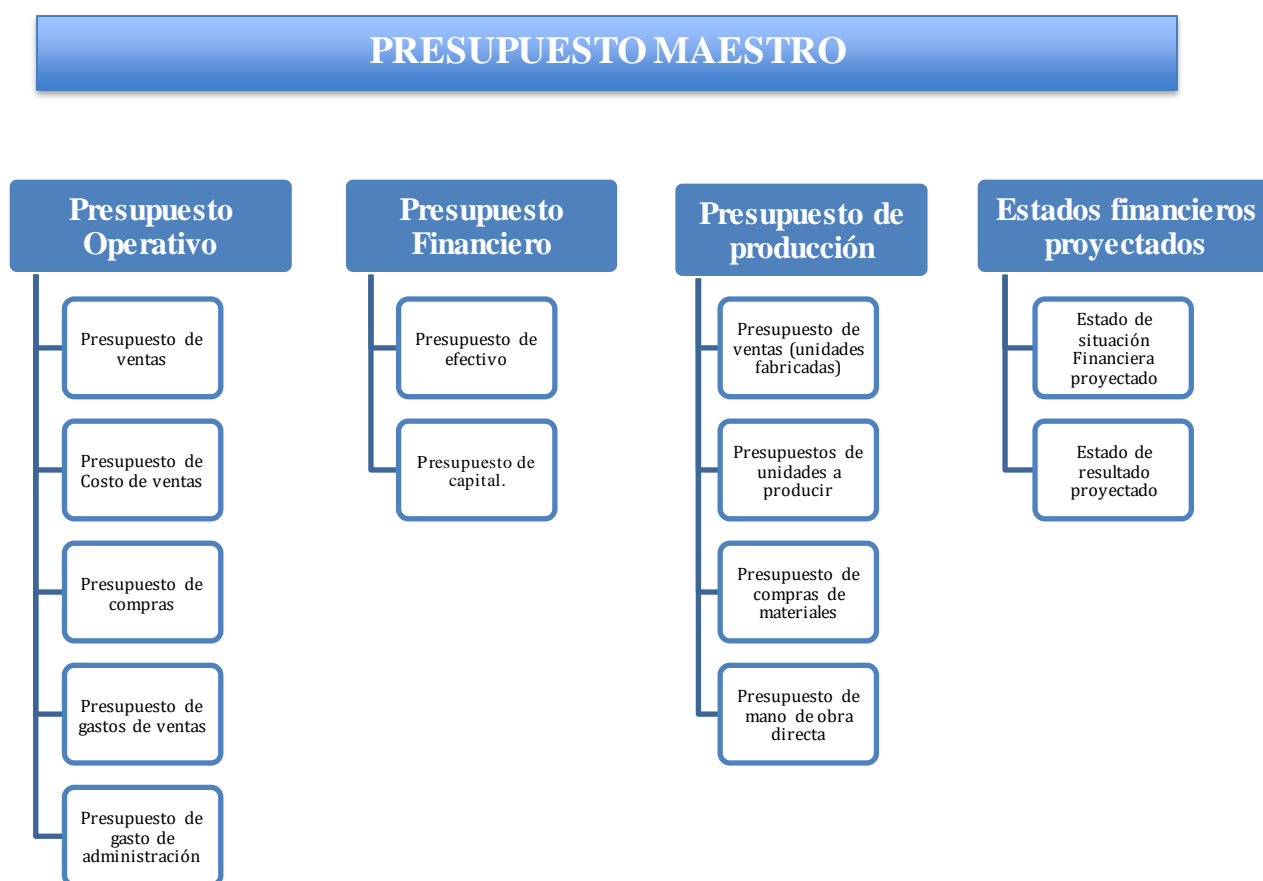 PRESUPUESTO MAESTRO
Presupuesto
Operativo
Presupuesto de
ventas
Presupuesto de
Costo de ventas
Presupuesto de
compras
Presupuesto de
gastos de ventas
Presupuesto de
gasto de
administración
Presupuesto
Financiero
Presupuesto de
efectivo
Presupuesto de
capital.
Presupuesto de
producción
Presupuesto de
ventas (unidades
fabricadas)
Presupuestos de
unidades a
producir
Presupuesto de
compras de
materiales
Presupuesto de
mano de obra
directa
Estados financieros
proyectados
Estado de
situación
Financiera
proyectado
Estado de
resultado
proyectado